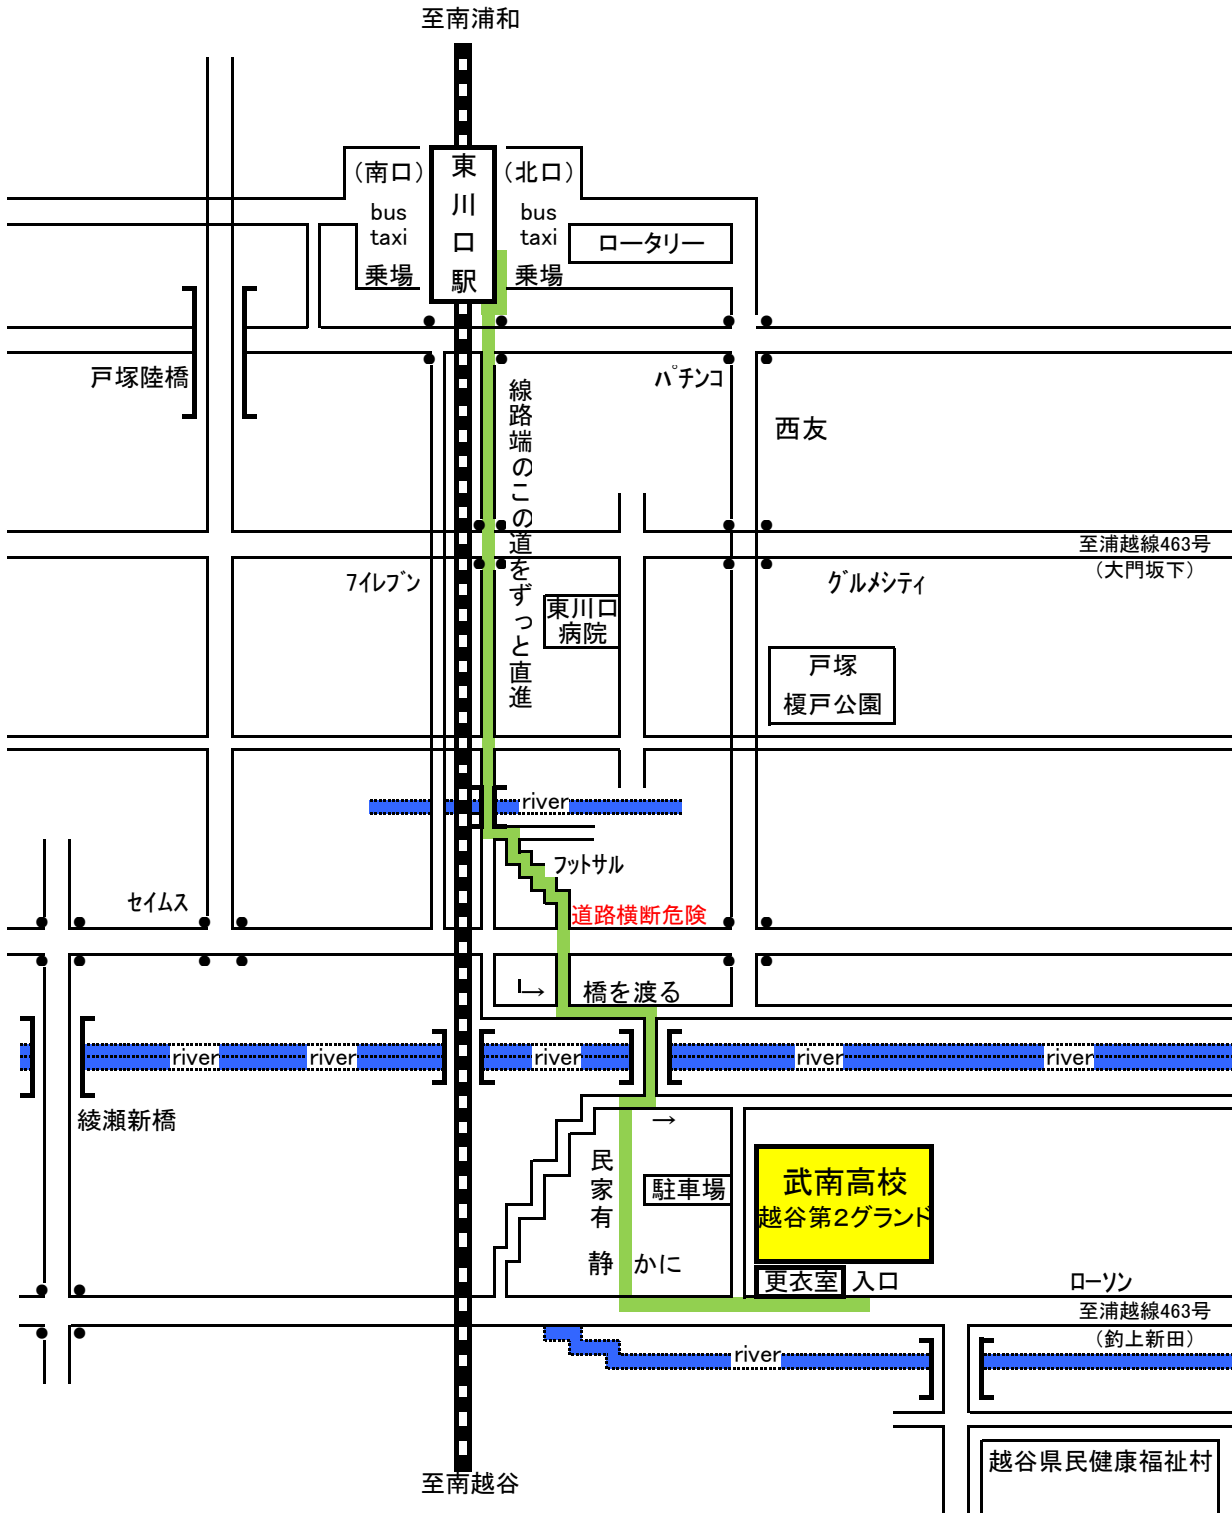 至南浦和
(南口)
東川口駅
(北口)
bus
taxi
乗場
bus
taxi
乗場
ロータリー
戸塚陸橋
線路端のこの道をずっと直進
パチンコ
西友
至浦越線463号
(大門坂下)
7イレブン
グルメシティ
東川口
病院
戸塚
榎戸公園
river
フットサル
セイムス
道路横断危険
→
橋を渡る
river
river
river
river
river
綾瀬新橋
→
民家有
静かに
駐車場
武南高校
越谷第2グランド
更衣室
入口
ローソン
至浦越線463号
(釣上新田)
river
越谷県民健康福祉村
至南越谷